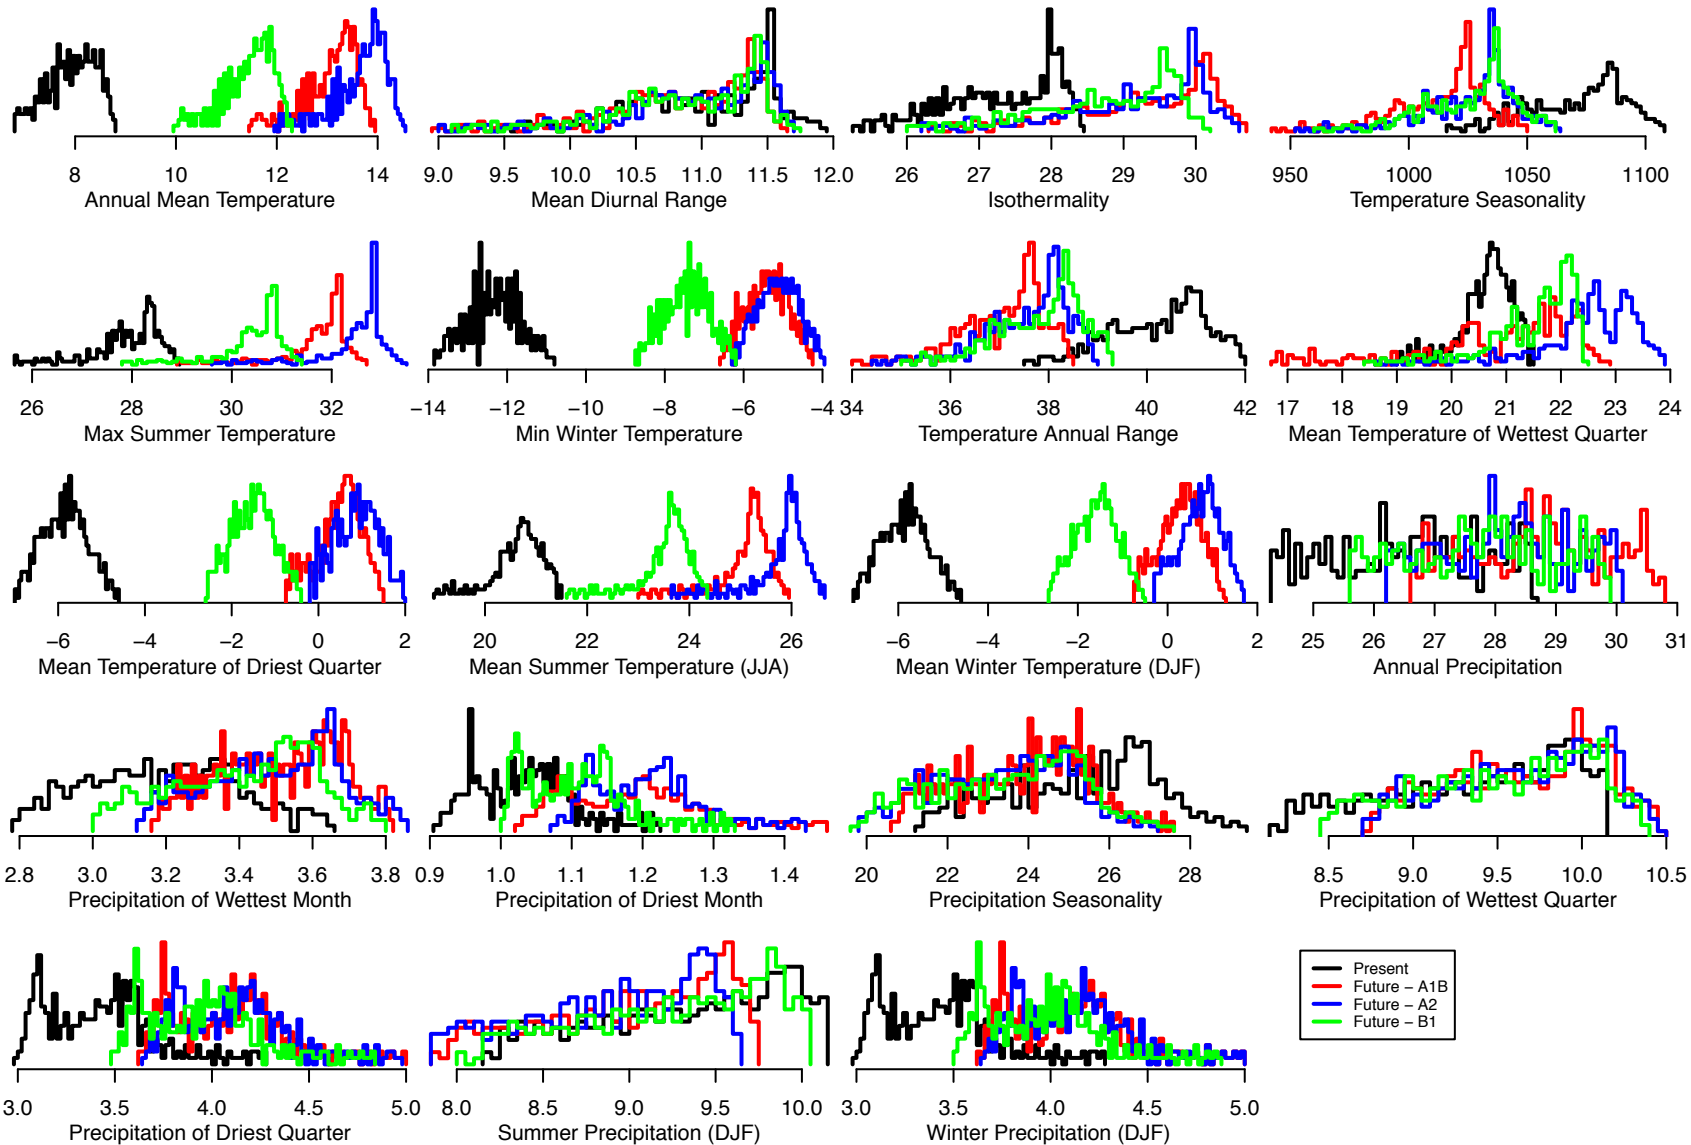 8 10 12 14
Annual Mean Temperature
9.0 9.5 10.0 10.5 11.0 11.5 12.0
Mean Diurnal Range
26 27 28 29 30
Isothermality
950 1000 1050 1100
Temperature Seasonality
26 28 30 32
Max Summer Temperature
−14 −12 −10 −8 −6 −4
Min Winter Temperature
34 36 38 40 42
Temperature Annual Range
17 18 19 20 21 22 23 24
Mean Temperature of Wettest Quarter
−6 −4 −2 0 2
Mean Temperature of Driest Quarter
20 22 24 26
Mean Summer Temperature (JJA)
−6 −4 −2 0 2
Mean Winter Temperature (DJF)
25 26 27 28 29 30 31
Annual Precipitation
2.8 3.0 3.2 3.4 3.6 3.8
Precipitation of Wettest Month
0.9 1.0 1.1 1.2 1.3 1.4
Precipitation of Driest Month
20 22 24 26 28
Precipitation Seasonality
8.5 9.0 9.5 10.0 10.5
Precipitation of Wettest Quarter
3.0 3.5 4.0 4.5 5.0
Precipitation of Driest Quarter
8.0 8.5 9.0 9.5 10.0
Summer Precipitation (DJF)
3.0 3.5 4.0 4.5 5.0
Winter Precipitation (DJF)
Present
Future − A1B
Future − A2
Future − B1